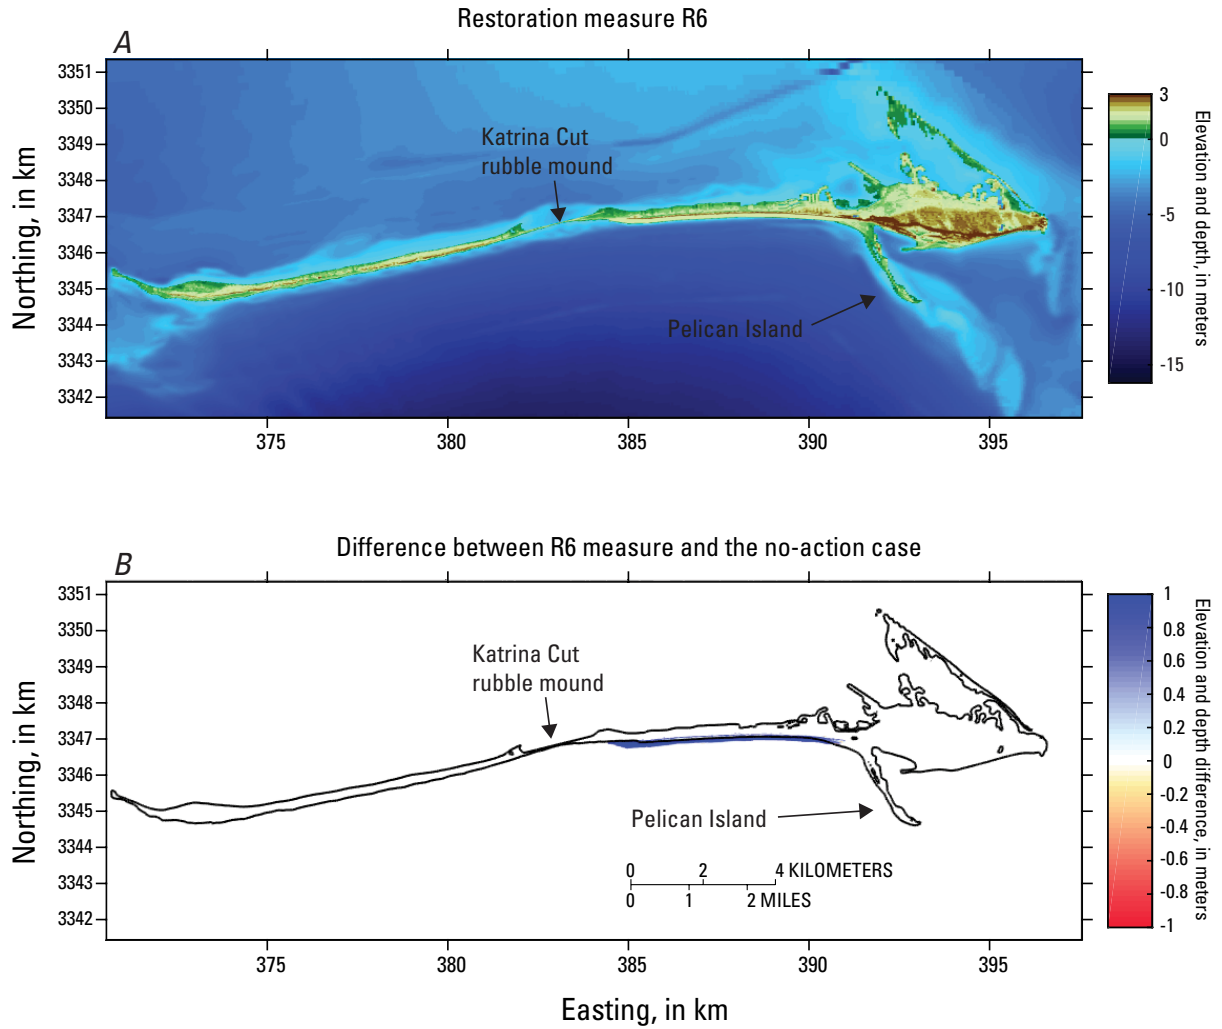 Restoration measure R6
A
3351
3350
3349
3348
3347
3346
3345
3344
3343
3342
Northing, in km
Katrina Cut
rubble mound
Pelican Island
375
380
385
390
395
3
0
-5
-10
-15
Elevation and depth, in meters
Difference between R6 measure and the no-action case
B
3351
3350
3349
3348
3347
3346
3345
3344
3343
3342
Northing, in km
Katrina Cut
rubble mound
Pelican Island
0 2 4 KILOMETERS
0 1 2 MILES
375
380
385
390
395
Easting, in km
1
0.8
0.6
0.4
0.2
0
-0.2
-0.4
-0.6
-0.8
-1
Elevation and depth difference, in meters